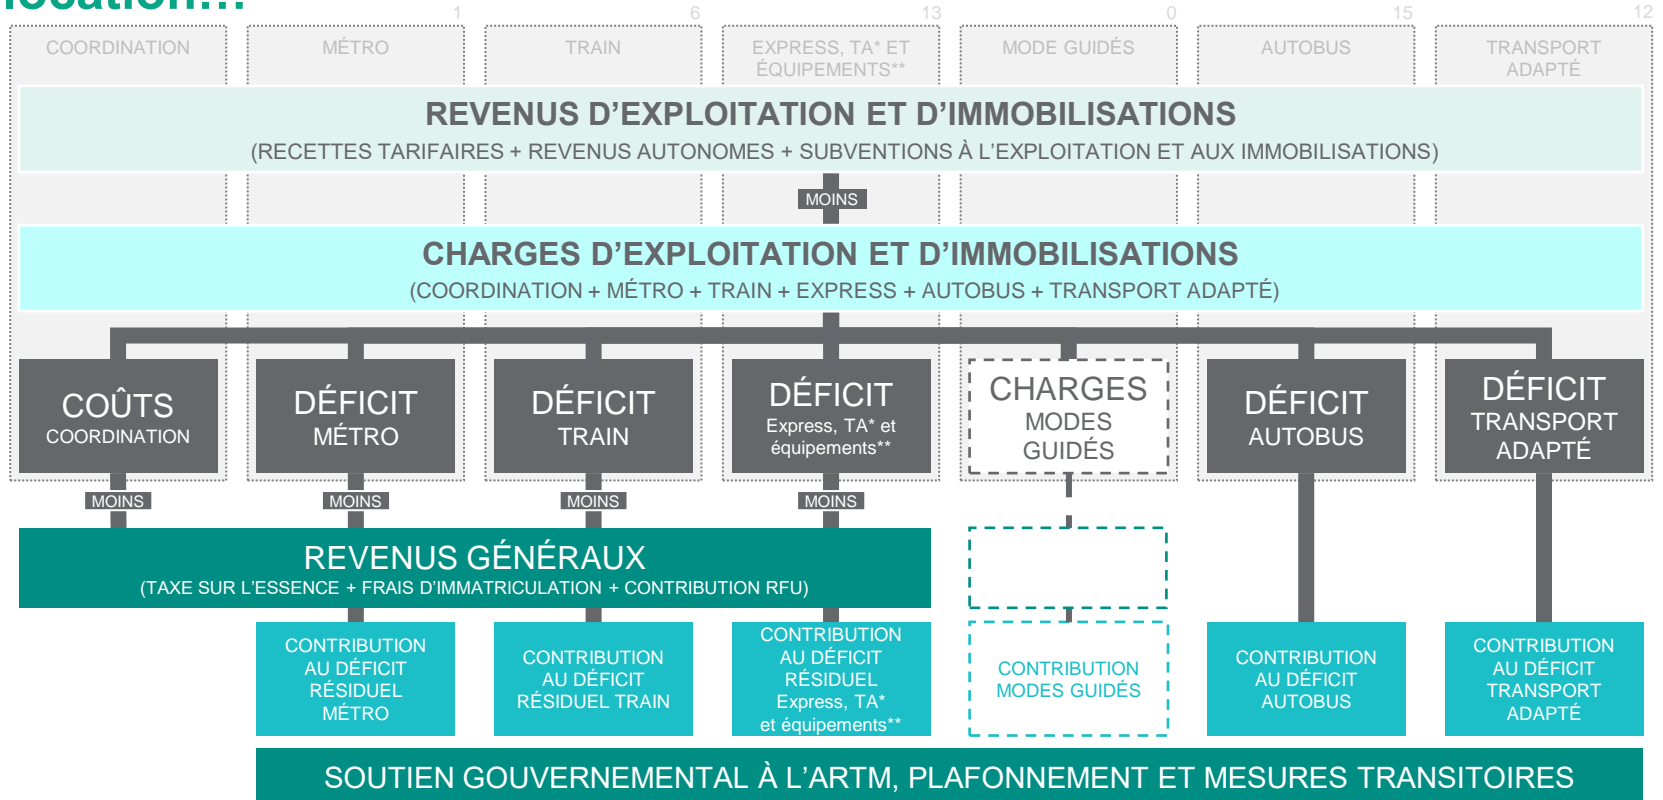 location…
1 6 13 0 15 12
COORDINATION MÉTRO TRAIN EXPRESS, TA* ET MODE GUIDÉS AUTOBUS TRANSPORT
ÉQUIPEMENTS** ADAPTÉ
REVENUS D’EXPLOITATION ET D’IMMOBILISATIONS
(RECETTES TARIFAIRES + REVENUS AUTONOMES + SUBVENTIONS À L’EXPLOITATION ET AUX IMMOBILISATIONS)
MOINS
CHARGES D’EXPLOITATION ET D’IMMOBILISATIONS
(COORDINATION + MÉTRO + TRAIN + EXPRESS + AUTOBUS + TRANSPORT ADAPTÉ)
COÛTS
COORDINATION
DÉFICIT
MÉTRO
DÉFICIT
TRAIN
DÉFICIT
Express, TA* et
équipements**
CHARGES
MODES
GUIDÉS
DÉFICIT
AUTOBUS
DÉFICIT
TRANSPORT
ADAPTÉ
MOINS MOINS MOINS MOINS
REVENUS GÉNÉRAUX
(TAXE SUR L’ESSENCE + FRAIS D’IMMATRICULATION + CONTRIBUTION RFU)
CONTRIBUTION
AU DÉFICIT
RÉSIDUEL
MÉTRO
CONTRIBUTION
AU DÉFICIT
RÉSIDUEL TRAIN
CONTRIBUTION
AU DÉFICIT
RÉSIDUEL
Express, TA*
et équipements**
CONTRIBUTION
MODES GUIDÉS
CONTRIBUTION
AU DÉFICIT
AUTOBUS
CONTRIBUTION
AU DÉFICIT
TRANSPORT
ADAPTÉ
SOUTIEN GOUVERNEMENTAL À L’ARTM, PLAFONNEMENT ET MESURES TRANSITOIRES